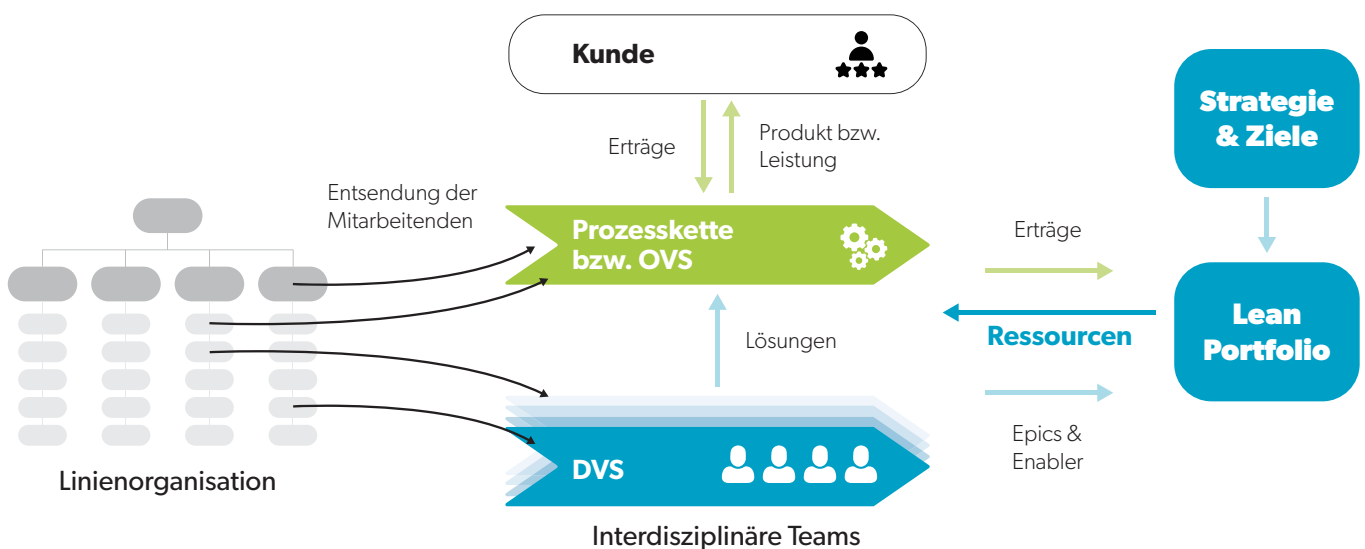 Kunde
Strategie
& Ziele
Erträge
Produkt bzw.
Leistung
Entsendung der
Mitarbeitenden
Prozesskette
bzw. OVS
Erträge
Ressourcen
Lean
Portfolio
Lösungen
Epics &
Enabler
DVS
Linienorganisation
Interdisziplinäre Teams